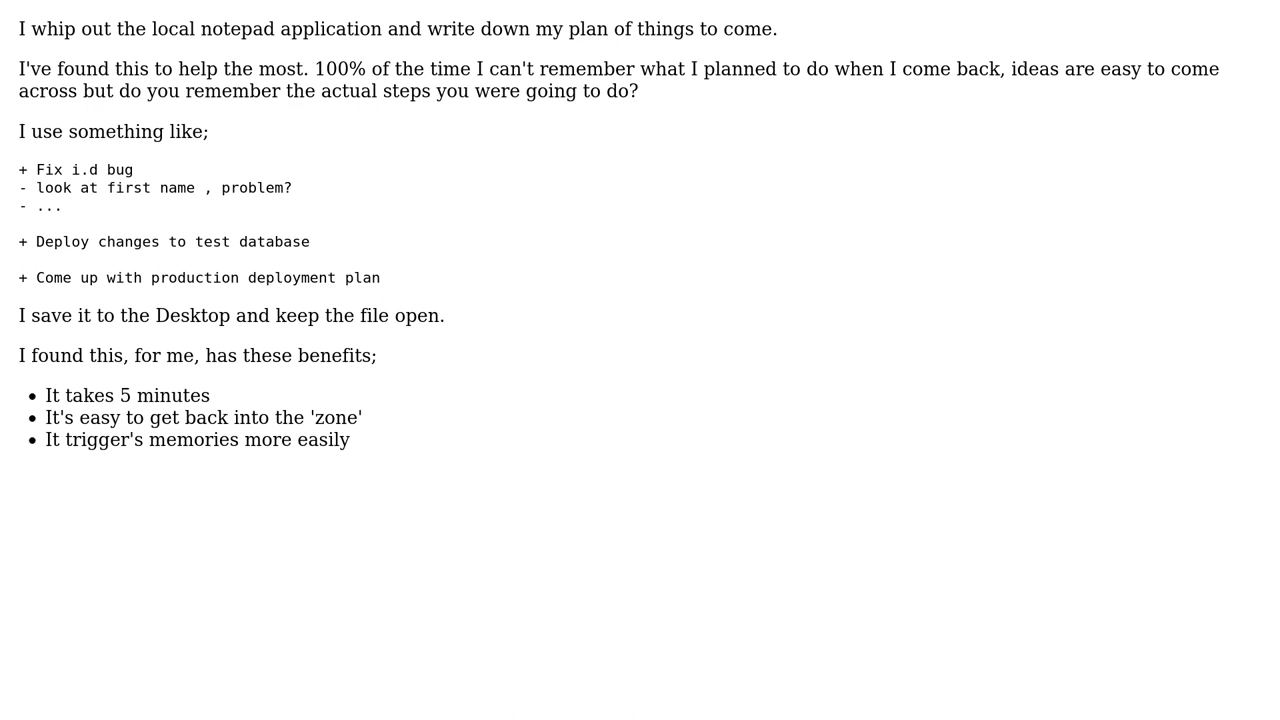 I whip out the local notepad application and write down my plan of things to come.
I've found this to help the most. 100% of the time I can't remember what I planned to do when I come back, ideas are easy to come
across but do you remember the actual steps you were going to do?
I use something like;
+ Fix i.d bug
- look at first name , problem?
- ...
+ Deploy changes to test database
+ Come up with production deployment plan
I save it to the Desktop and keep the file open.
I found this, for me, has these benefits;
• It takes 5 minutes
• It's easy to get back into the 'zone'
• It trigger's memories more easily